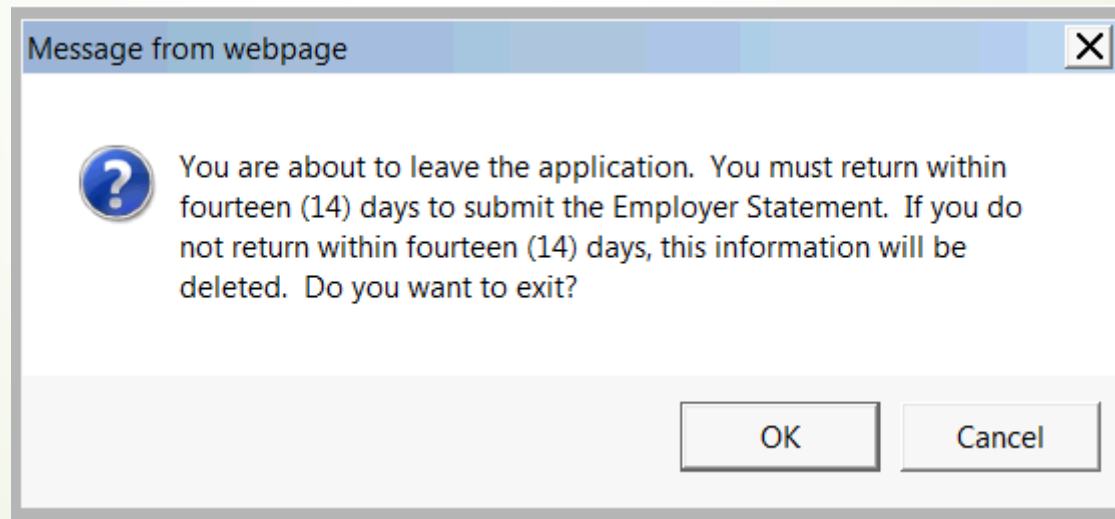 Message from webpage
You are about to leave the application.  You must return within
fourteen (14) days to submit the Employer Statement.  If you do
not return within fourteen (14) days, this information will be
deleted.  Do you want to exit?
OK
Cancel